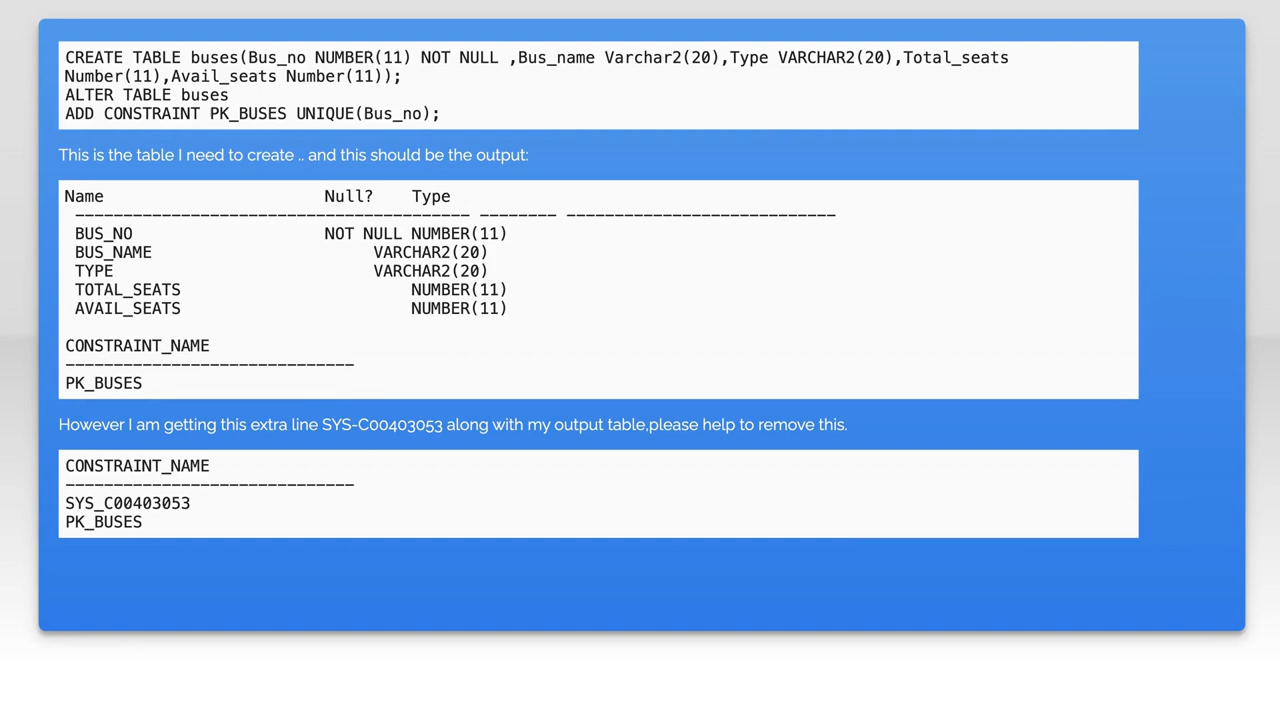 CREATE TABLE buses(Bus_no NUMBER(11) NOT NULL ,Bus_name Varchar2(20),Type VARCHAR2(20),Total_seats
Number(11),Avail_seats Number(11));
ALTER TABLE buses
ADD CONSTRAINT PK_BUSES UNIQUE(Bus_no);
This is the table I need to create .. and this should be the output:
Name                           Null?    Type
----------------------------------------- -------- ----------------------------
BUS_NO                    NOT NULL NUMBER(11)
BUS_NAME                       VARCHAR2(20)
TYPE                           VARCHAR2(20)
TOTAL_SEATS                        NUMBER(11)
AVAIL_SEATS                        NUMBER(11)
CONSTRAINT_NAME
------------------------------
PK_BUSES
However I am getting this extra line SYS-C00403053 along with my output table,please help to remove this.
CONSTRAINT_NAME
------------------------------
SYS_C00403053
PK_BUSES